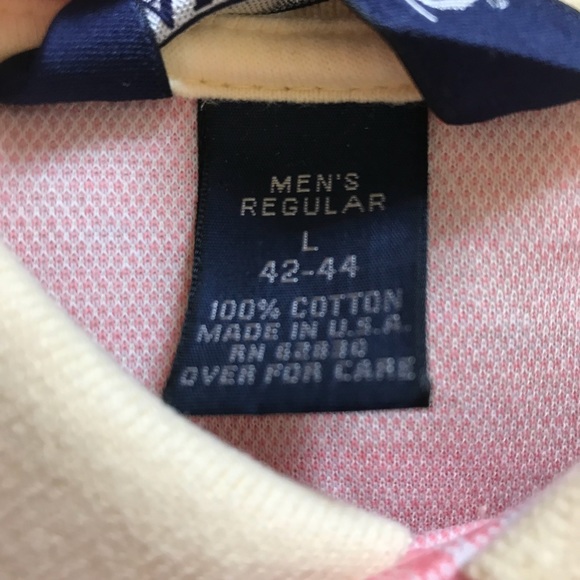 MEN'S
REGULAR
L
42-44
100% COTTON
MADE IN U.S.A.
RN
OVER FOR CARE